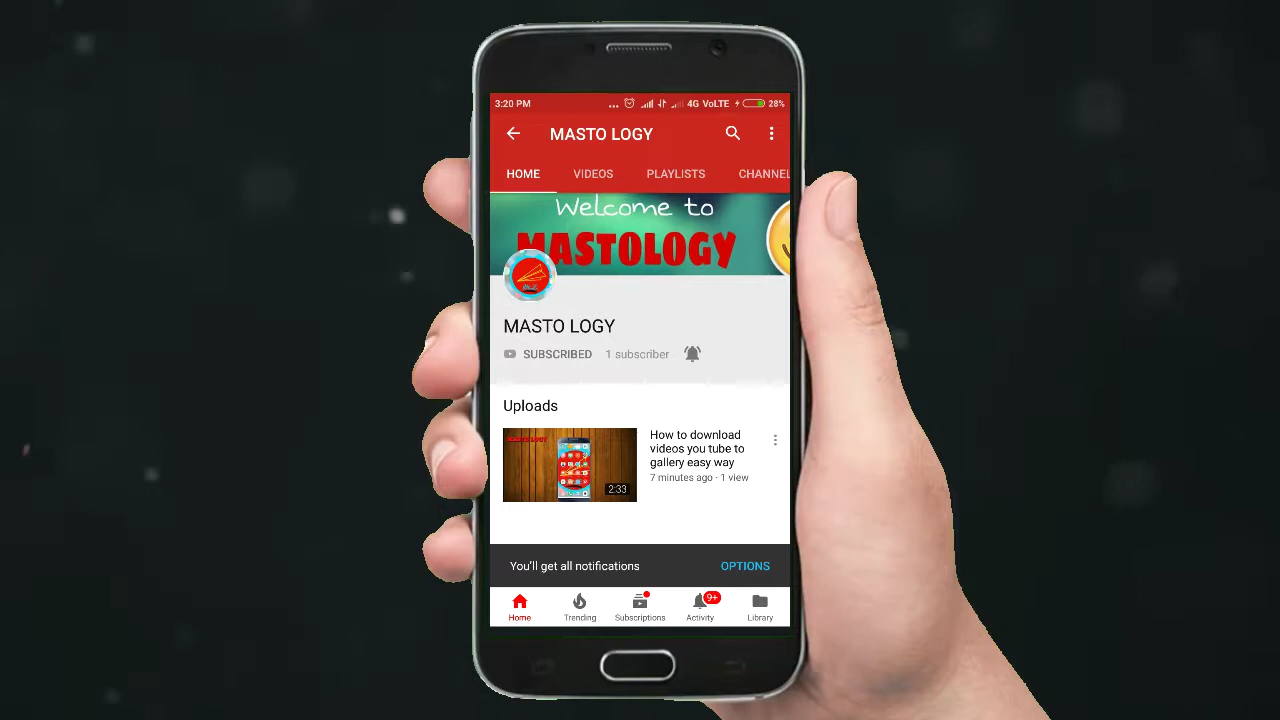 3:20 PM ... 4G VoLTE 28%
MASTO LOGY
HOME VIDEOS PLAYLISTS CHANNEL
Welcome to
MASTOLOGY
MASTO LOGY
SUBSCRIBED 1 subscriber
Uploads
MASTO LOGY
2:33
How to download
videos you tube to
gallery easy way
7 minutes ago · 1 view
You'll get all notifications OPTIONS
9+
Home Trending Subscriptions Activity Library